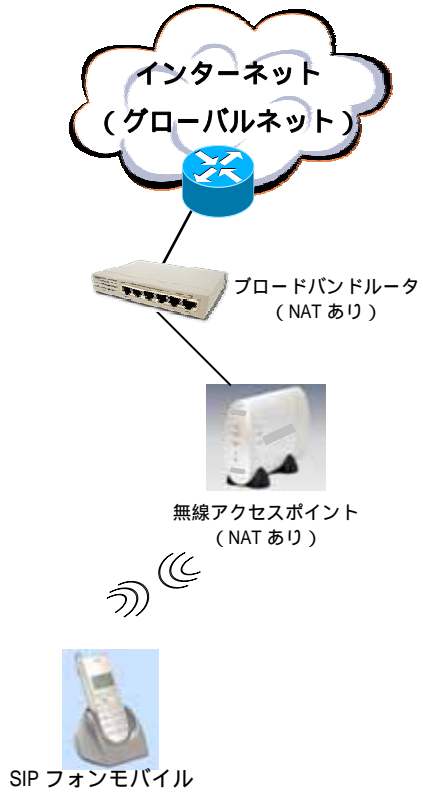 インターネット
（グローバルネット）
ブロードバンドルータ
（NAT あり）
無線アクセスポイント
（NAT あり）
SIP フォンモバイル